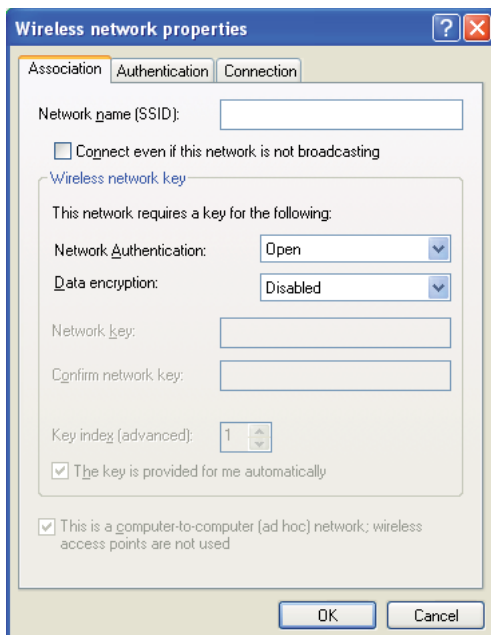 Wireless network properties
Association Authentication Connection
Network name (SSID):
Connect even if this network is not broadcasting
Wireless network key
This network requires a key for the following:
Network Authentication: Open
Data encryption: Disabled
Network key:
Confirm network key:
Key index (advanced): 1
The key is provided for me automatically
This is a computer-to-computer (ad hoc) network; wireless
access points are not used
OK Cancel